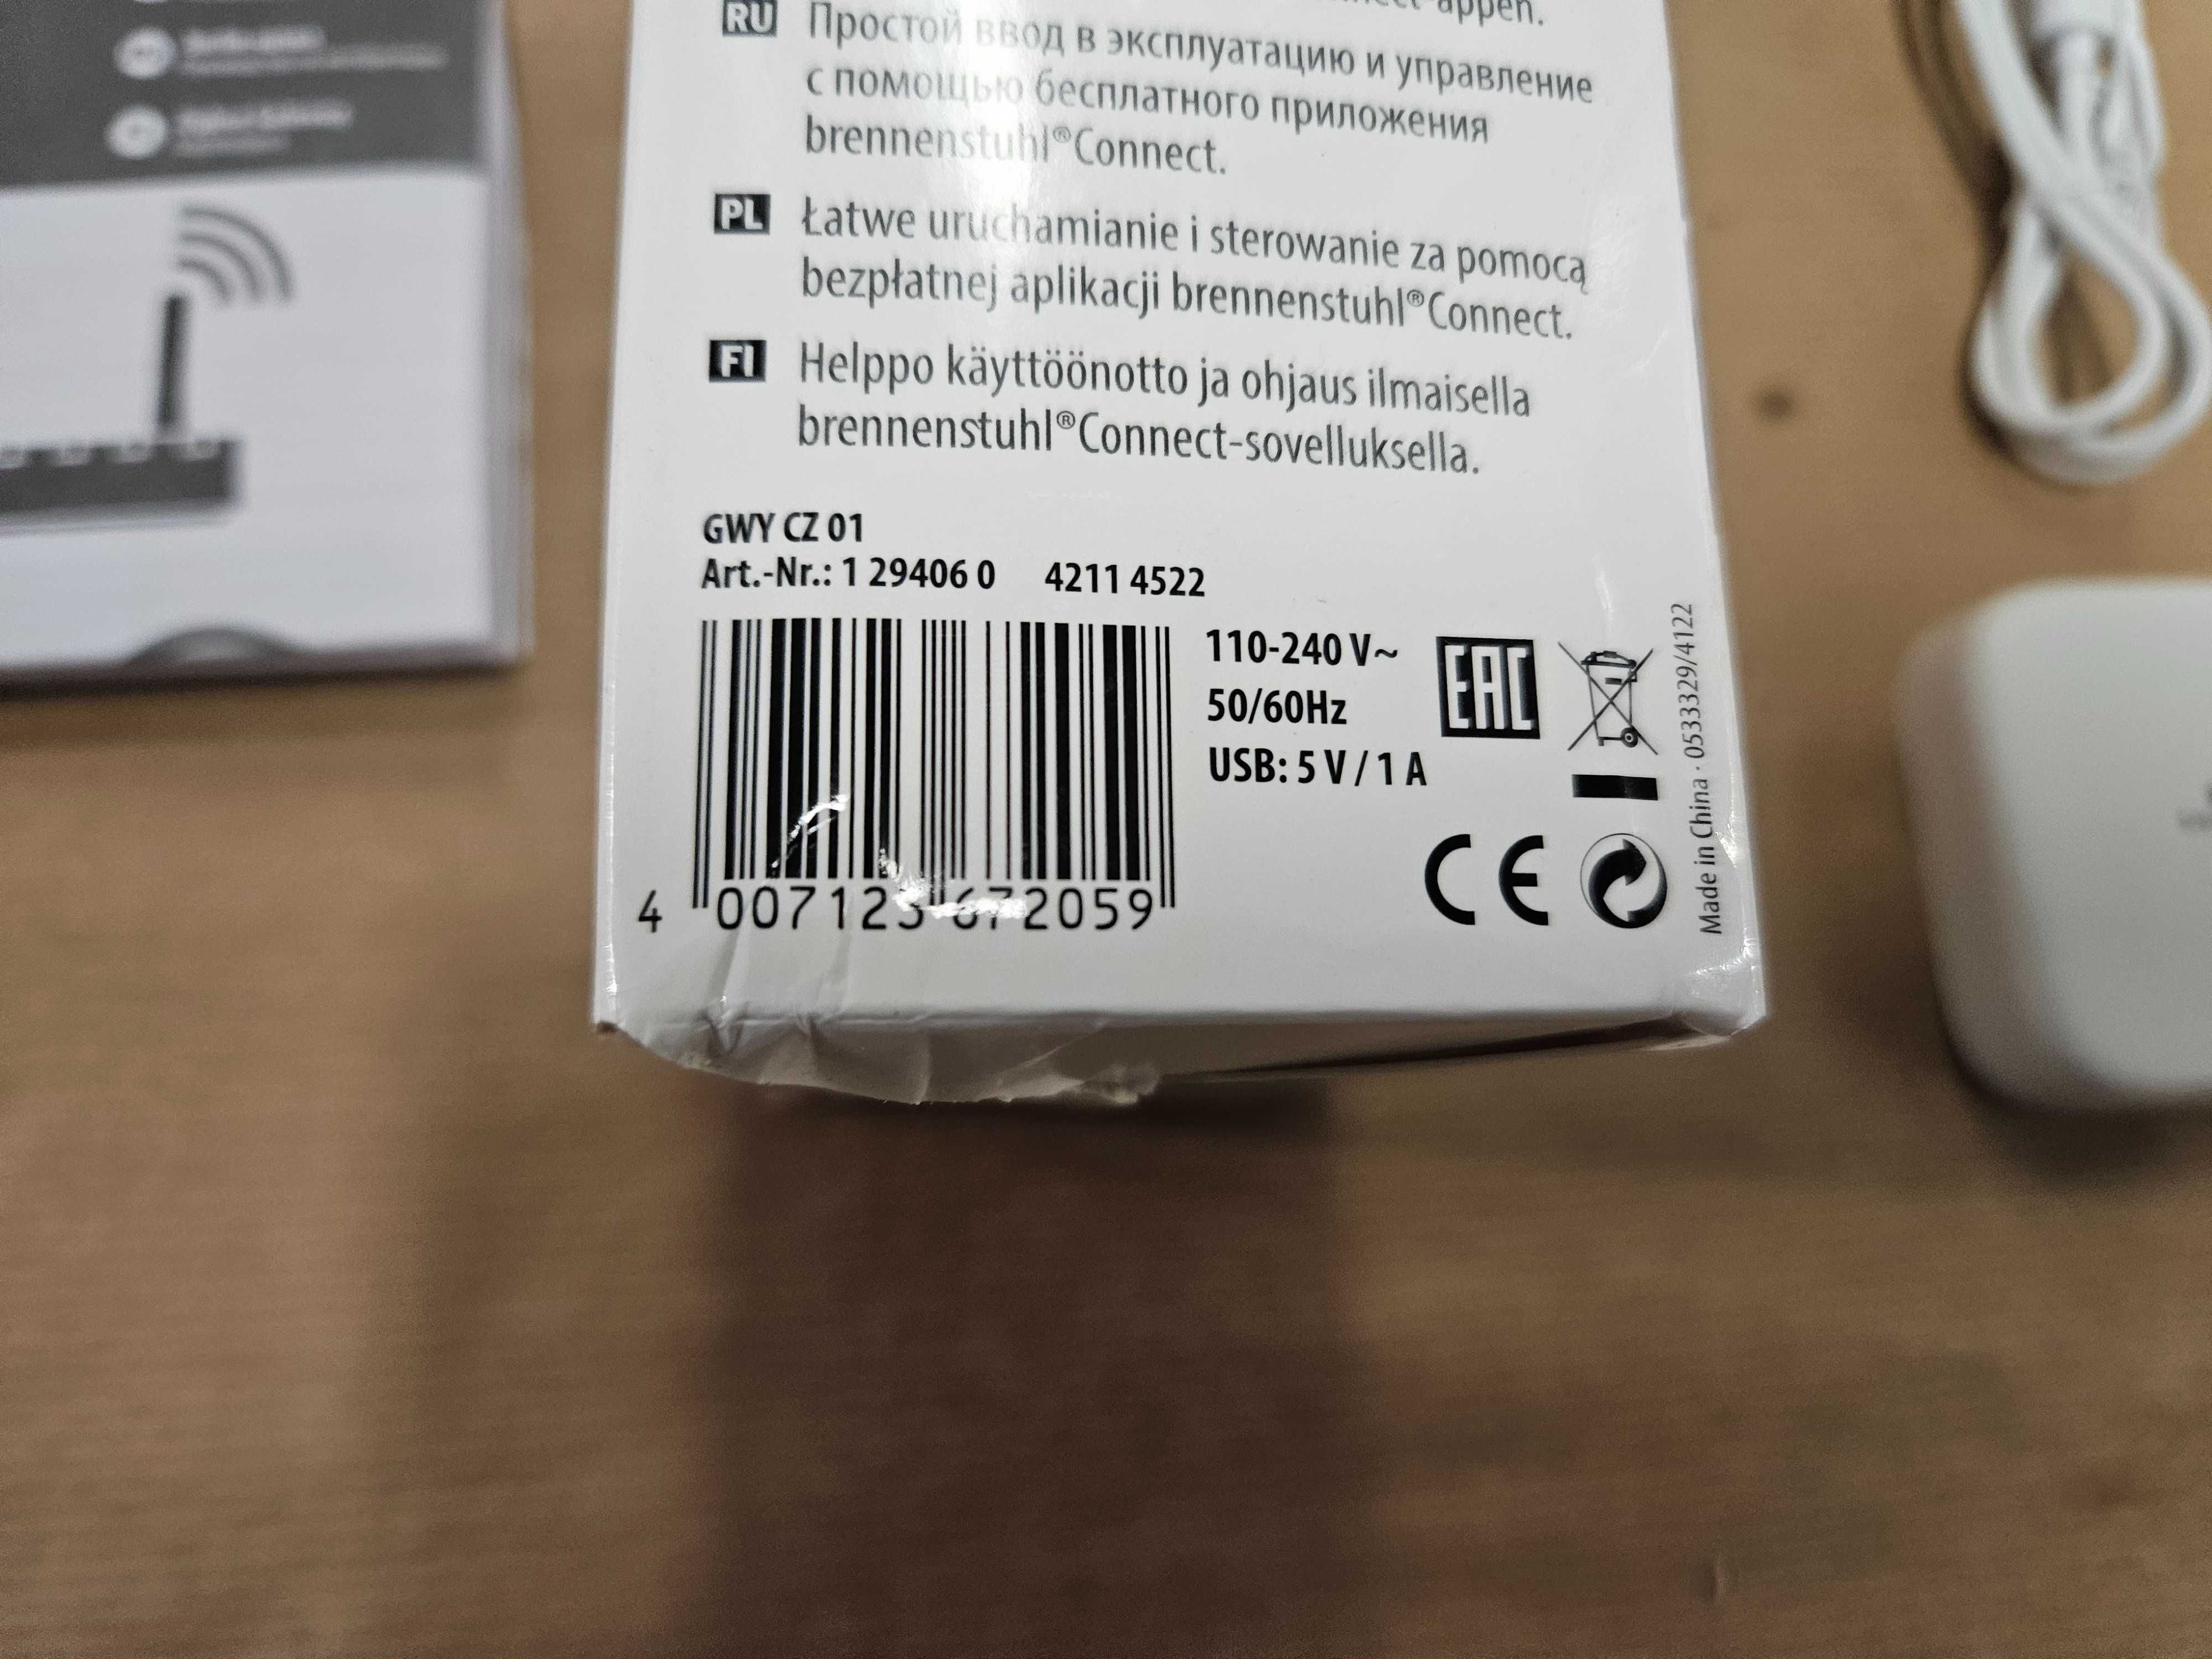 RU Простой ввод в эксплуатацию и управление
с помощью бесплатного приложения
brennenstuhl®Connect.
PL Łatwe uruchamianie i sterowanie za pomocą
bezpłatnej aplikacji brennenstuhl®Connect.
FI Helppo käyttöönotto ja ohjaus ilmaisella
brennenstuhl®Connect-sovelluksella.
GWY CZ 01
Art.-Nr.: 1 29406 0 4211 4522
110-240 V~
50/60Hz
USB: 5 V / 1 A
EAC
CE
4 007123 672059
Made in China · 0533329/4122